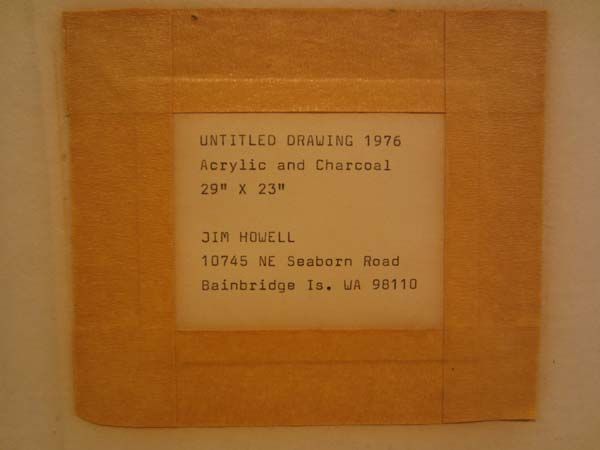 UNTITLED DRAWING 1976
Acrylic and Charcoal
29" X 23"
JIM HOWELL
10745 NE Seaborn Road
Bainbridge Is. WA 98110